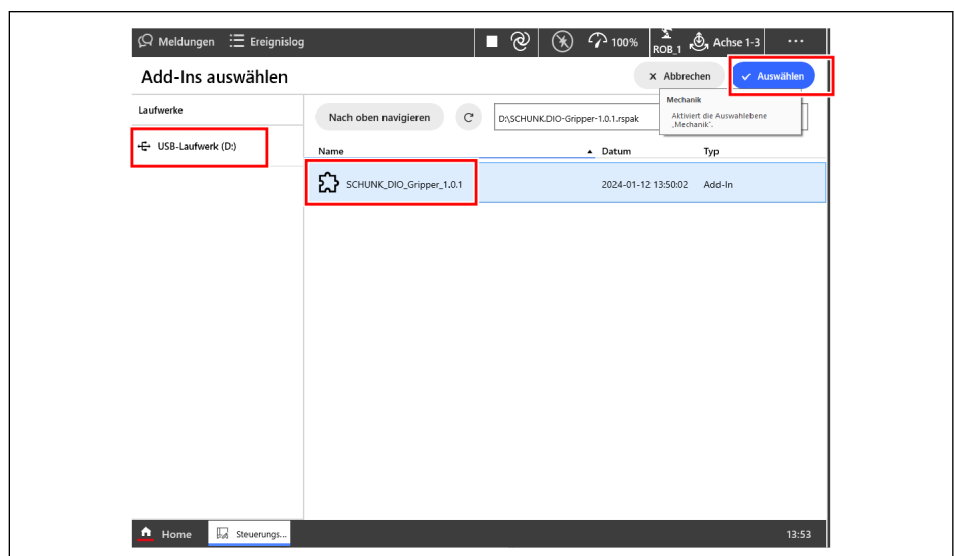 Meldungen Ereignislog 100% ROB_1 Achse 1-3 ...
Add-Ins auswählen × Abbrechen Auswählen
Laufwerke
Mechanik
Aktiviert die Auswahlebene
„Mechanik".
Nach oben navigieren D:\SCHUNK.DIO-Gripper-1.0.1.rspak
USB-Laufwerk (D:)
Name Datum Typ
SCHUNK_DIO_Gripper_1.0.1 2024-01-12 13:50:02 Add-In
Home Steuerungs... 13:53